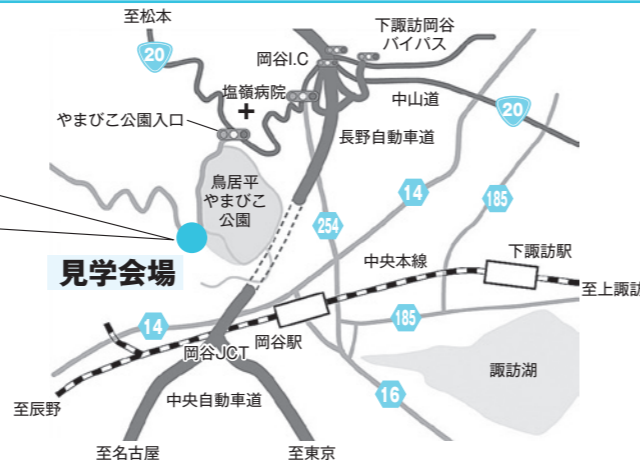 至松本
下諏訪岡谷
バイパス
20
岡谷I.C
塩嶺病院
中山道
20
やまびこ公園入口
長野自動車道
鳥居平
やまびこ
公園
14
185
254
下諏訪駅
中央本線
見学会場
至上諏訪
14
185
岡谷駅
岡谷JCT
諏訪湖
16
至辰野
中央自動車道
至名古屋
至東京